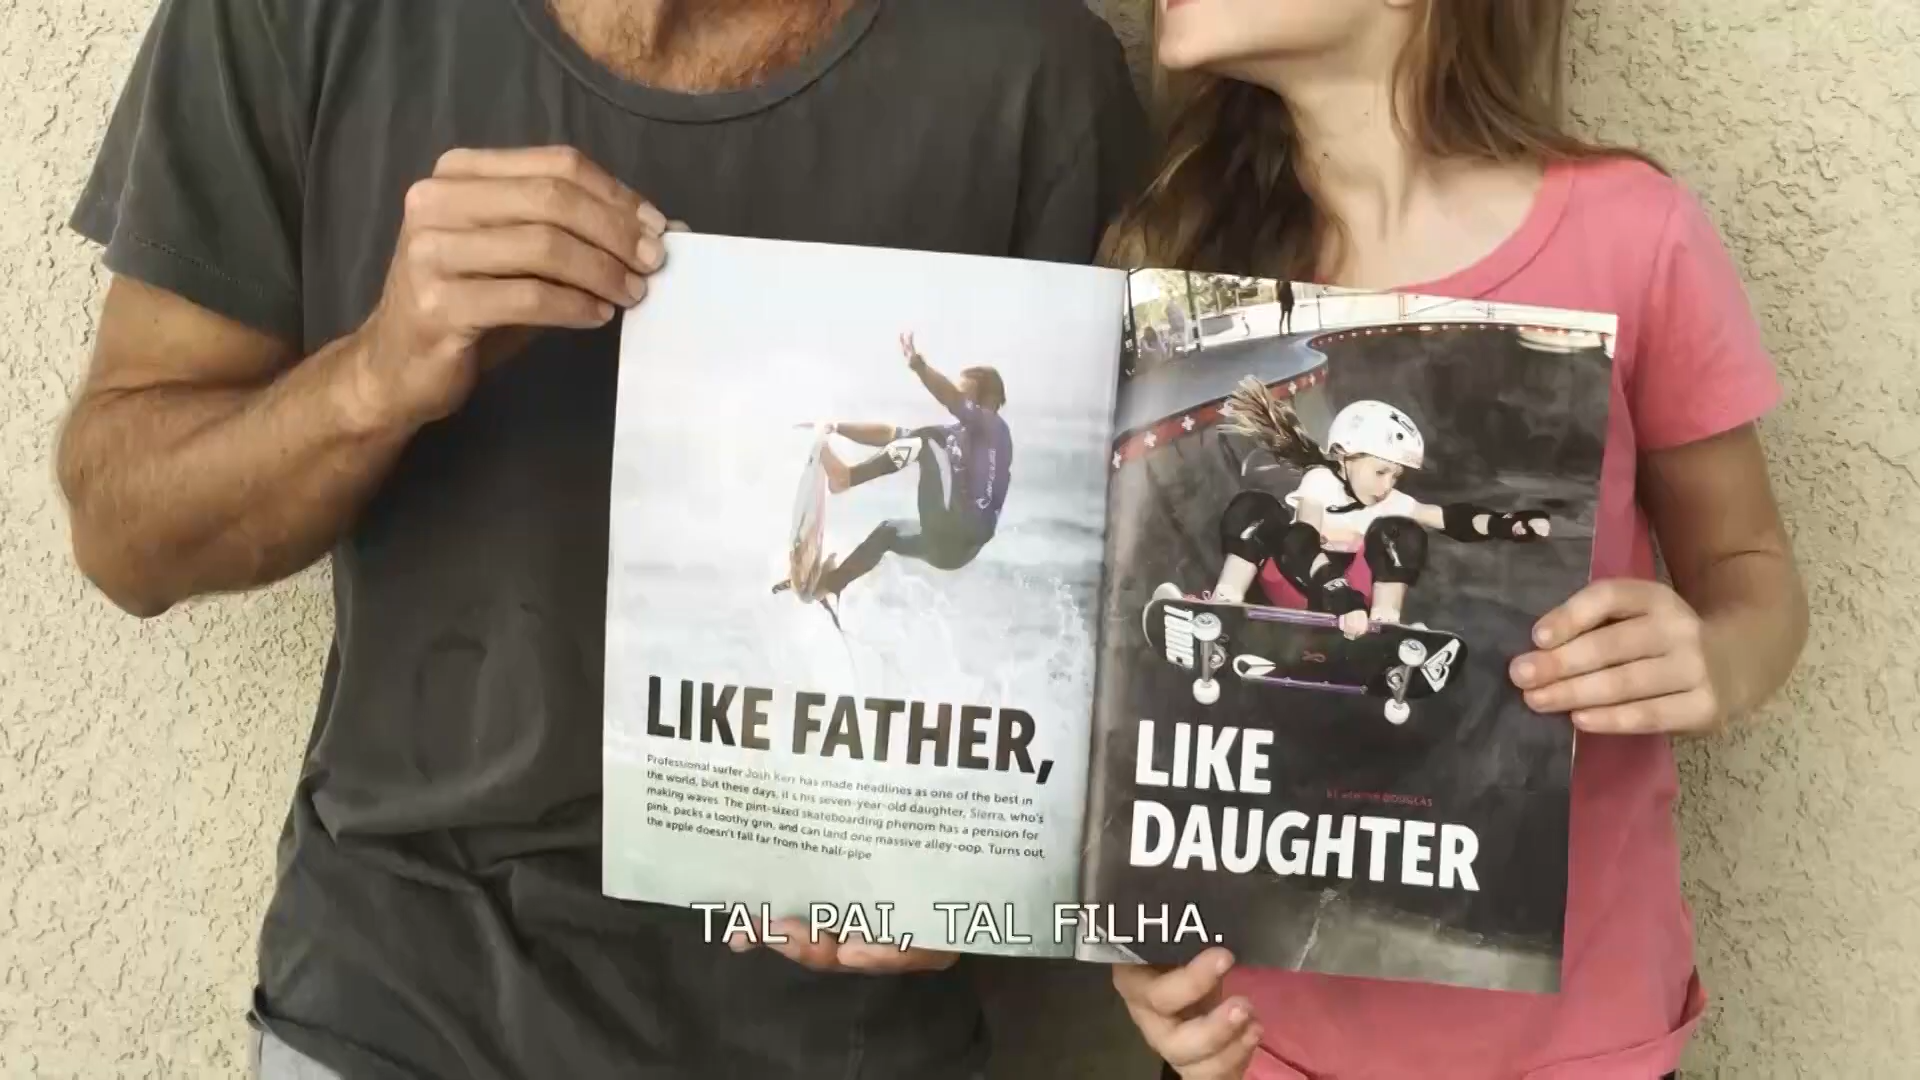 LIKE FATHER,
Professional surfer Josh Kerr has made headlines as one of the best in
the world, but these days, it's his seven-year-old daughter, Sierra, who's
making waves. The pint-sized skateboarding phenom has a pension for
pink, packs a toothy grin, and can land one massive alley-oop. Turns out,
the apple doesn't fall far from the half-pipe
LIKE
BY DOUGLAS
DAUGHTER
TAL PAI, TAL FILHA.